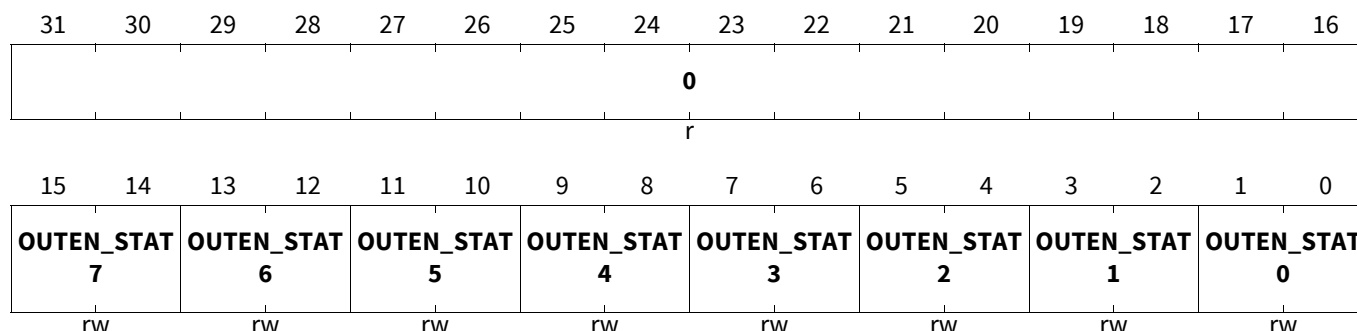 31 30 29 28 27 26 25 24 23 22 21 20 19 18 17 16
0
r
15 14 13 12 11 10 9 8 7 6 5 4 3 2 1 0
OUTEN_STAT OUTEN_STAT OUTEN_STAT OUTEN_STAT OUTEN_STAT OUTEN_STAT OUTEN_STAT OUTEN_STAT
7 6 5 4 3 2 1 0
rw rw rw rw rw rw rw rw